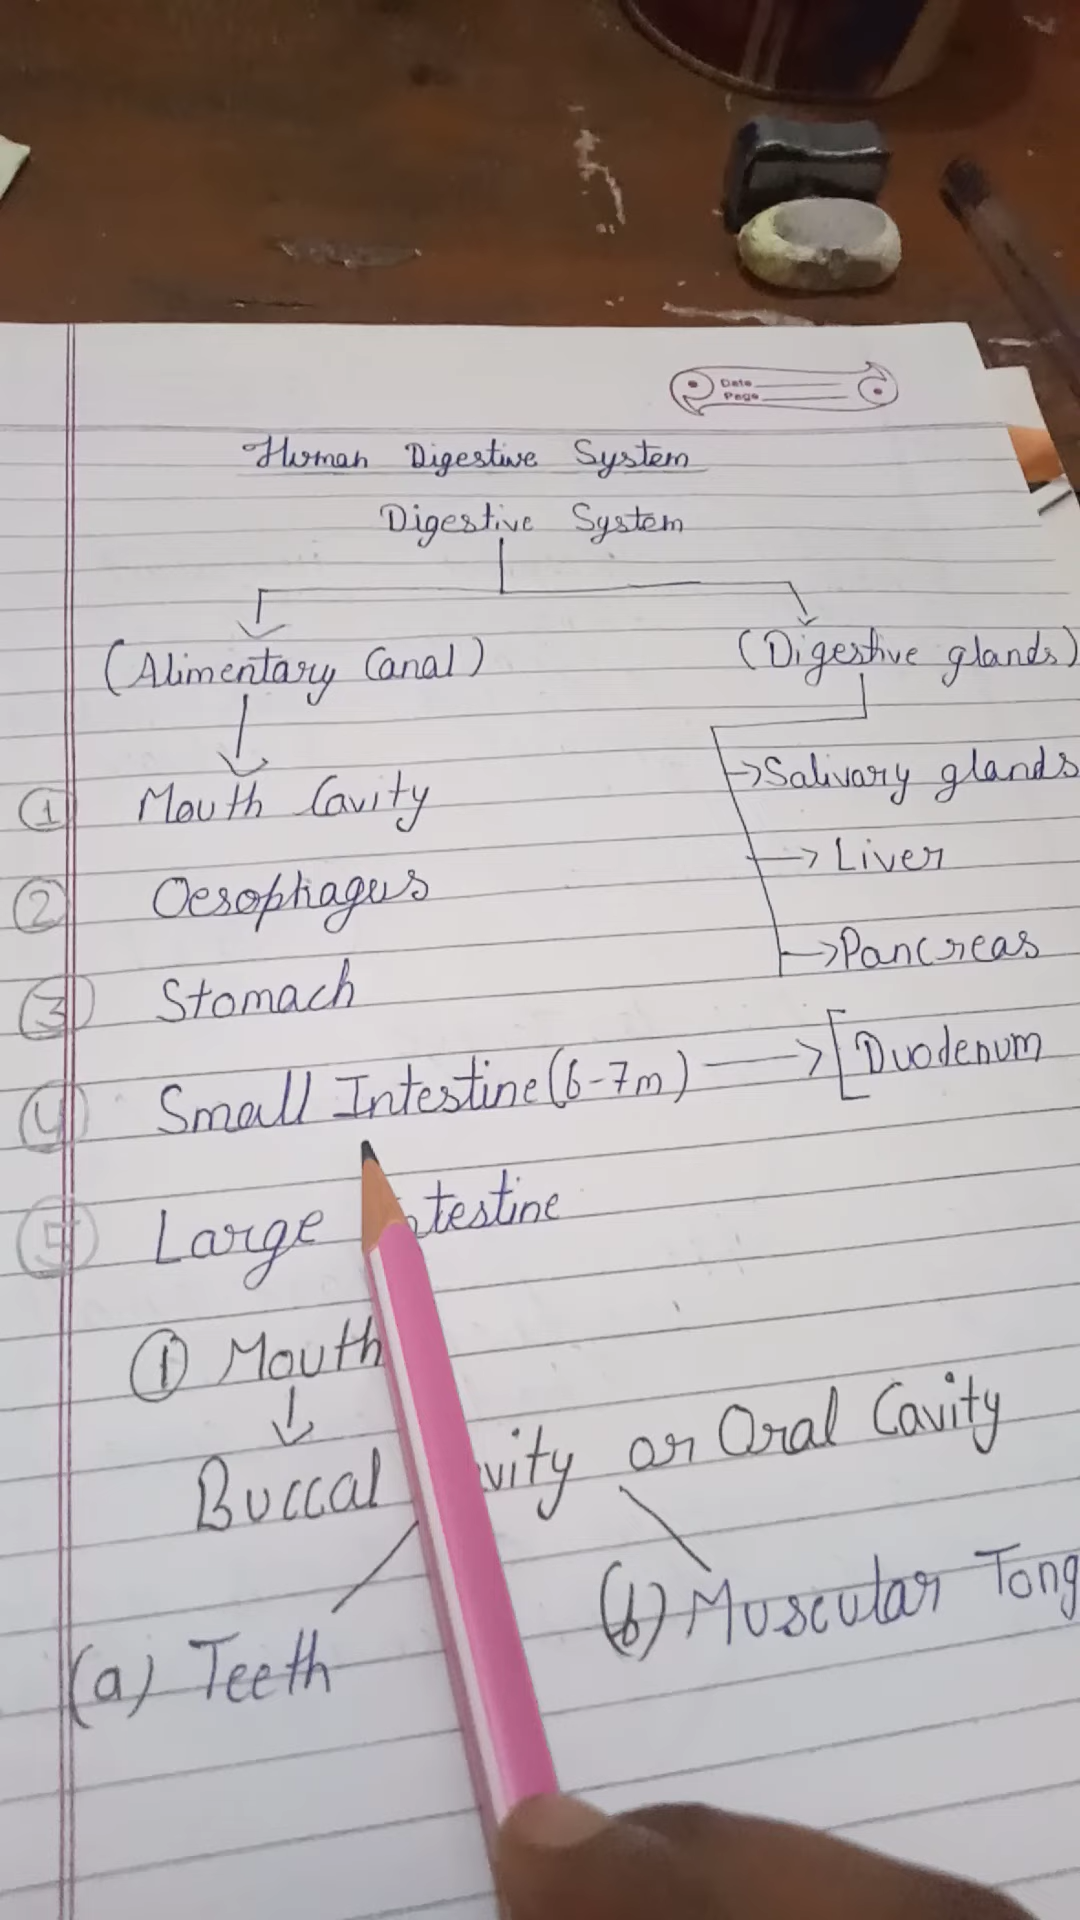 Date
Page
Human Digestive System
Digestive System
(Alimentary Canal)
(Digestive glands)
① Mouth Cavity
→ Salivary glands
② Oesophagus
→ Liver
③ Stomach
→ Pancreas
④ Small Intestine (6-7m) → [Duodenum
⑤ Large testine
① Mouth
↓
Buccal vity or Oral Cavity
(a) Teeth
(b) Muscular Tong